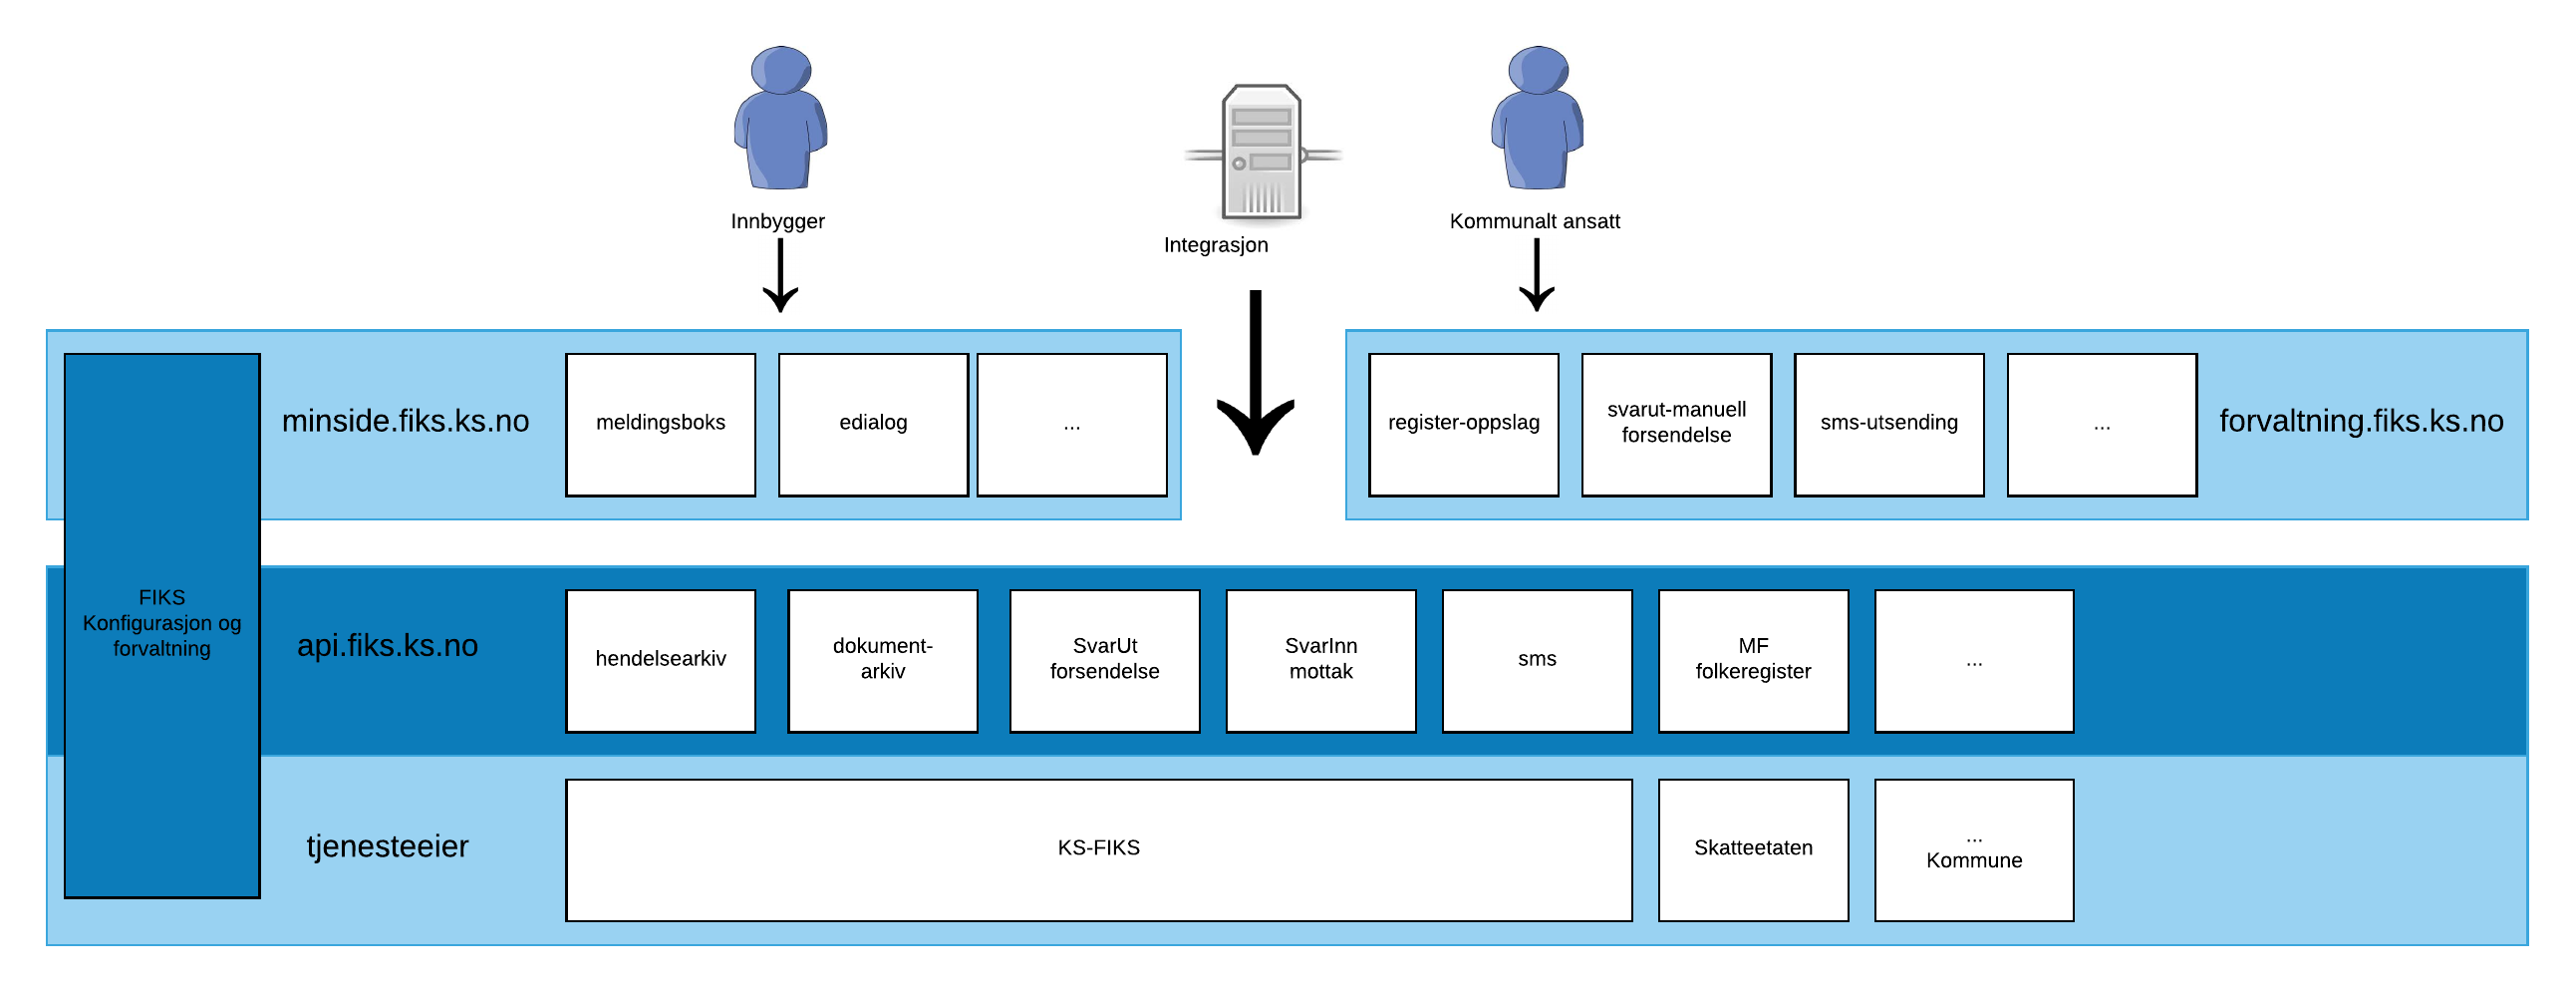 Innbygger
Integrasjon
Kommunalt ansatt
minside.fiks.ks.no
meldingsboks
edialog
...
register-oppslag
svarut-manuell
forsendelse
sms-utsending
...
forvaltning.fiks.ks.no
FIKS
Konfigurasjon og
forvaltning
api.fiks.ks.no
hendelsearkiv
dokument-
arkiv
SvarUt
forsendelse
SvarInn
mottak
sms
MF
folkeregister
...
tjenesteeier
KS-FIKS
Skatteetaten
...
Kommune